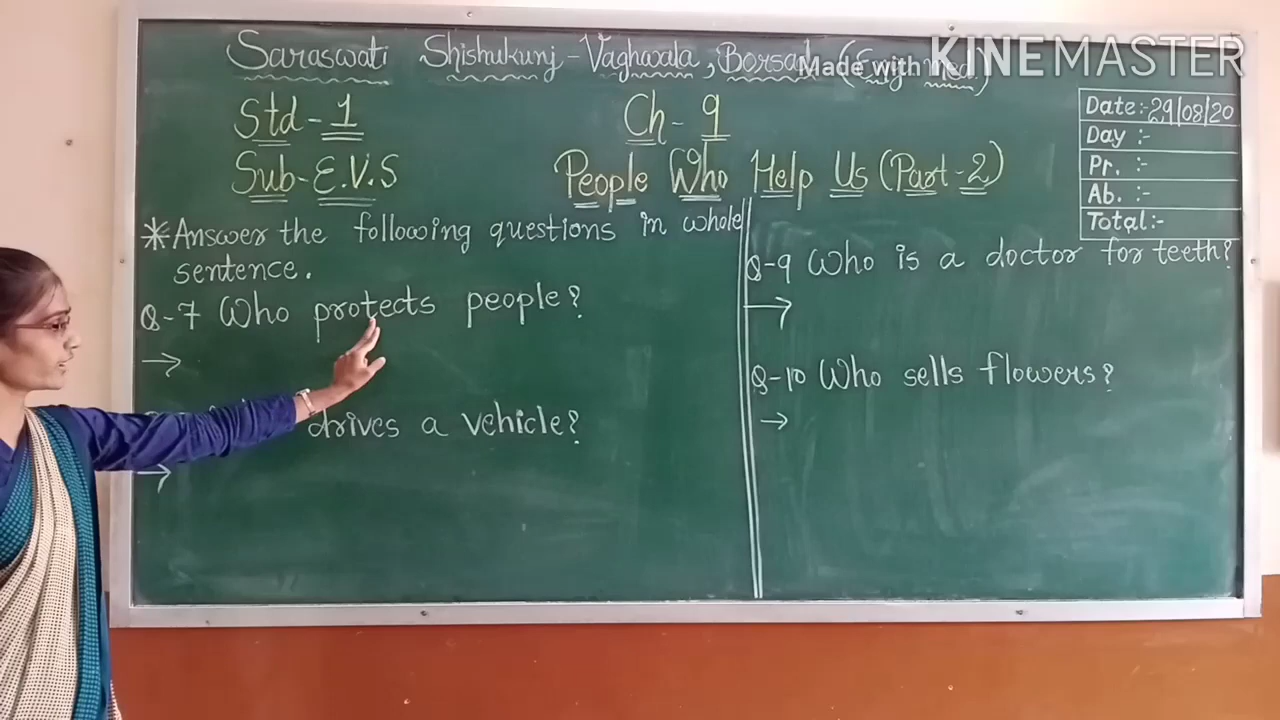 Saraswati Shishukunj - Vaghwala, Borsad (Eng. Med.)
Made with KINEMASTER
Std - 1
Ch - 9
Sub - E.V.S
People Who Help Us (Part - 2)
Date:- 29/08/20
Day :-
Pr. :-
Ab. :-
Total:-
* Answer the following questions in whole
sentence.
Q-7 Who protects people?
→
drives a vehicle?
→
Q-9 Who is a doctor for teeth?
→
Q-10 Who sells flowers?
→